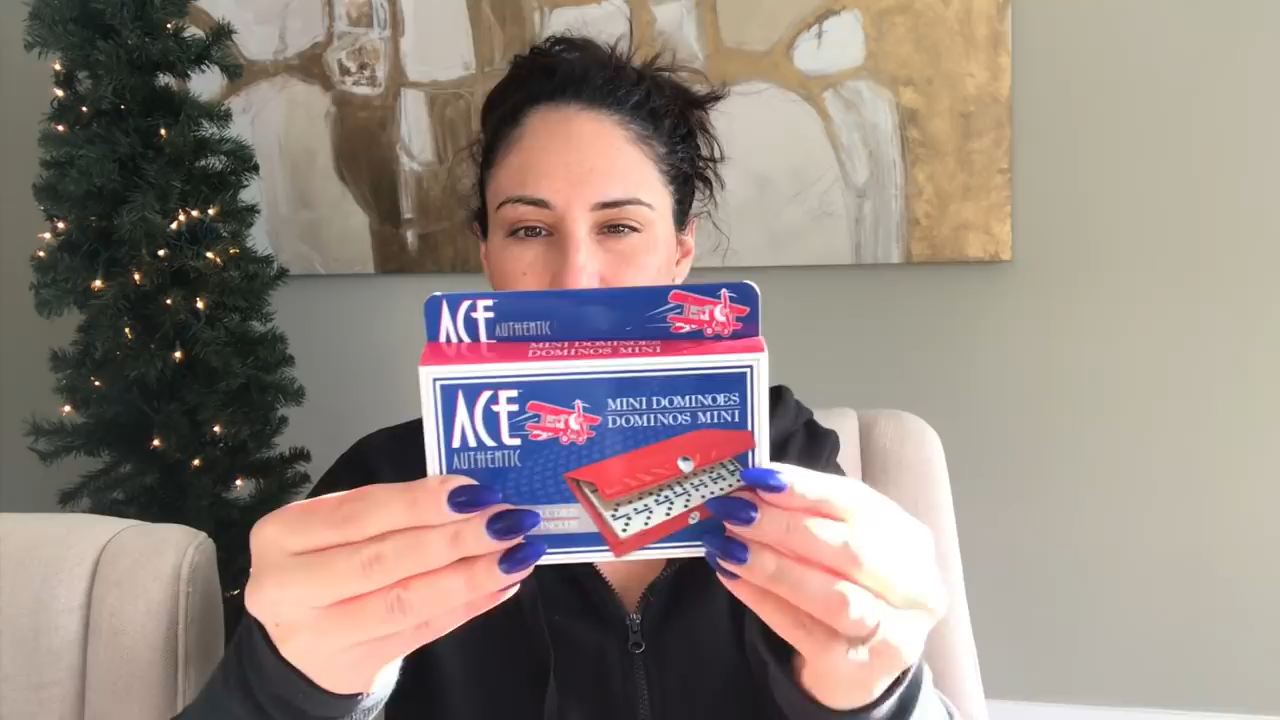 ACE AUTHENTIC
MINI DOMINOES
DOMINOS MINI
ACE
AUTHENTIC
MINI DOMINOES
DOMINOS MINI